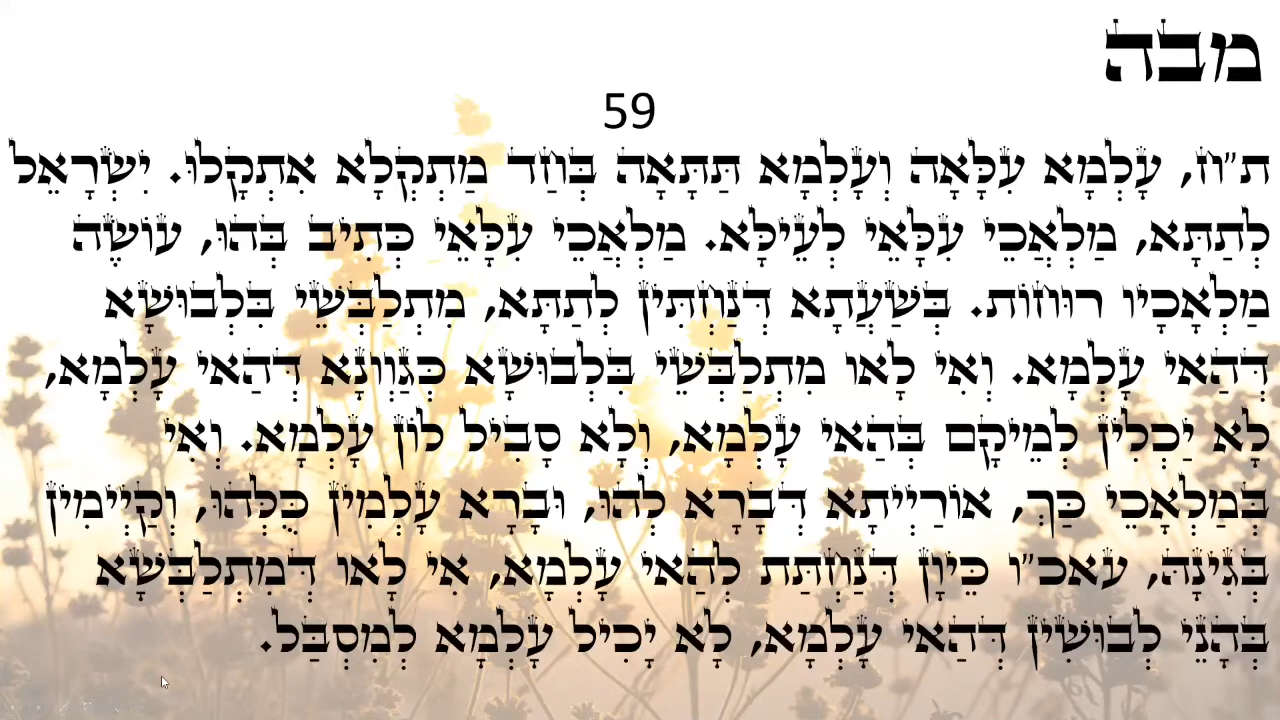 מבה
59
ת״ח, עָלְמָא עִלָּאָה וְעָלְמָא תַּתָּאָה בְּחַד מַתְקְלָא אִתְקָלוּ. יִשְׂרָאֵל
לְתַתָּא, מַלְאֲכֵי עִלָּאֵי לְעֵילָּא. מַלְאֲכֵי עִלָּאֵי כְּתִיב בְּהוּ, עוֹשֶׂה
מַלְאָכָיו רוּחוֹת. בְּשַׁעֲתָא דְּנַחְתִּין לְתַתָּא, מִתְלַבְּשֵׁי בִּלְבוּשָׁא
דְּהַאי עָלְמָא. וְאִי לָאו מִתְלַבְּשֵׁי בִּלְבוּשָׁא כְּגַוְונָא דְּהַאי עָלְמָא,
לָא יַכְלִין לְמֵיקָם בְּהַאי עָלְמָא, וְלָא סָבִיל לוֹן עָלְמָא. וְאִי
בְּמַלְאָכֵי כַּךְ, אוֹרַיְיתָא דְּבָרָא לְהוּ, וּבָרָא עָלְמִין כֻּלְּהוּ, וְקַיְימִין
בְּגִינָהּ, עאכ״ו כֵּיוָן דְּנַחְתַּת לְהַאי עָלְמָא, אִי לָאו דְּמִתְלַבְּשָׁא
בְּהָנֵי לְבוּשִׁין דְּהַאי עָלְמָא, לָא יָכִיל עָלְמָא לְמִסְבַּל.